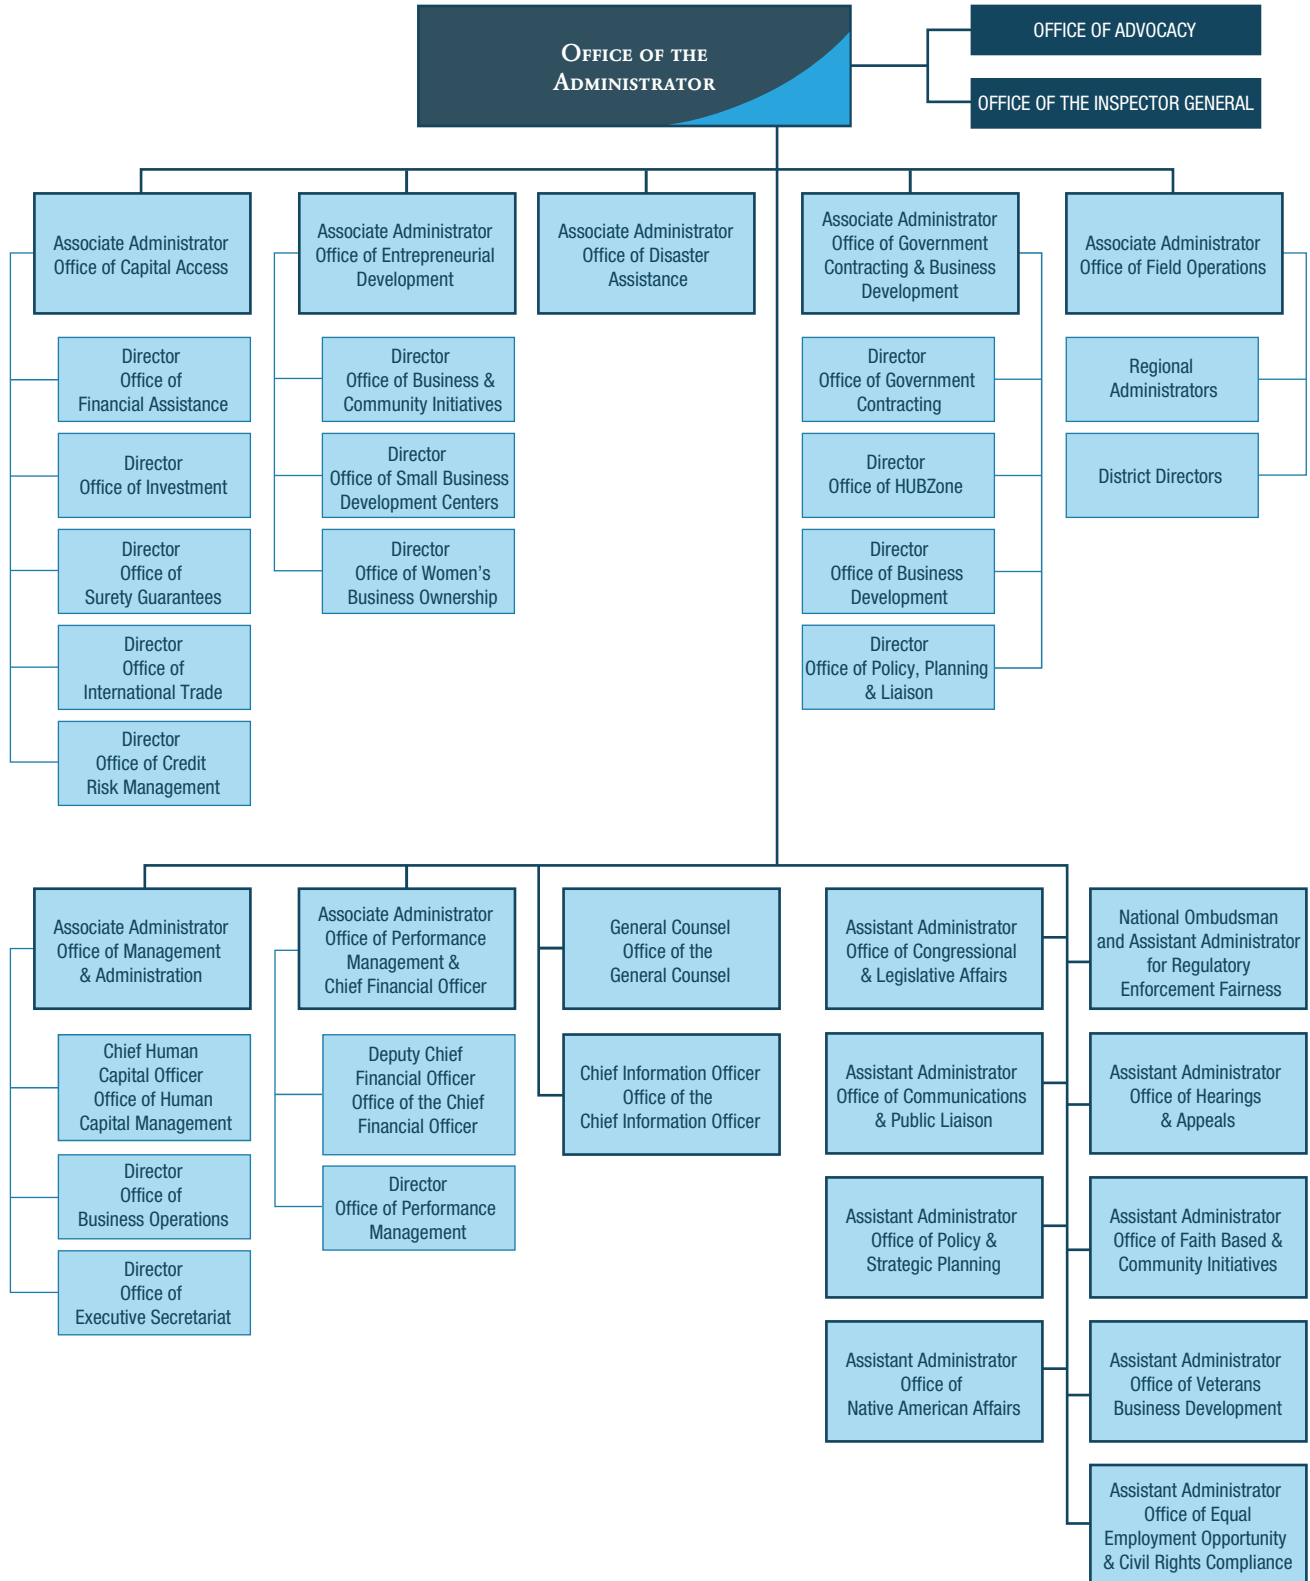 Office of the
Administrator
OFFICE OF ADVOCACY
OFFICE OF THE INSPECTOR GENERAL
Associate Administrator
Office of Capital Access
Director
Office of
Financial Assistance
Director
Office of Investment
Director
Office of
Surety Guarantees
Director
Office of
International Trade
Director
Office of Credit
Risk Management
Associate Administrator
Office of Entrepreneurial
Development
Director
Office of Business &
Community Initiatives
Director
Office of Small Business
Development Centers
Director
Office of Women’s
Business Ownership
Associate Administrator
Office of Disaster
Assistance
Associate Administrator
Office of Government
Contracting & Business
Development
Director
Office of Government
Contracting
Director
Office of HUBZone
Director
Office of Business
Development
Director
Office of Policy, Planning
& Liaison
Associate Administrator
Office of Field Operations
Regional
Administrators
District Directors
Associate Administrator
Office of Management
& Administration
Chief Human
Capital Officer
Office of Human
Capital Management
Director
Office of
Business Operations
Director
Office of
Executive Secretariat
Associate Administrator
Office of Performance
Management &
Chief Financial Officer
Deputy Chief
Financial Officer
Office of the Chief
Financial Officer
Director
Office of Performance
Management
General Counsel
Office of the
General Counsel
Chief Information Officer
Office of the
Chief Information Officer
Assistant Administrator
Office of Congressional
& Legislative Affairs
Assistant Administrator
Office of Communications
& Public Liaison
Assistant Administrator
Office of Policy &
Strategic Planning
Assistant Administrator
Office of
Native American Affairs
National Ombudsman
and Assistant Administrator
for Regulatory
Enforcement Fairness
Assistant Administrator
Office of Hearings
& Appeals
Assistant Administrator
Office of Faith Based &
Community Initiatives
Assistant Administrator
Office of Veterans
Business Development
Assistant Administrator
Office of Equal
Employment Opportunity
& Civil Rights Compliance